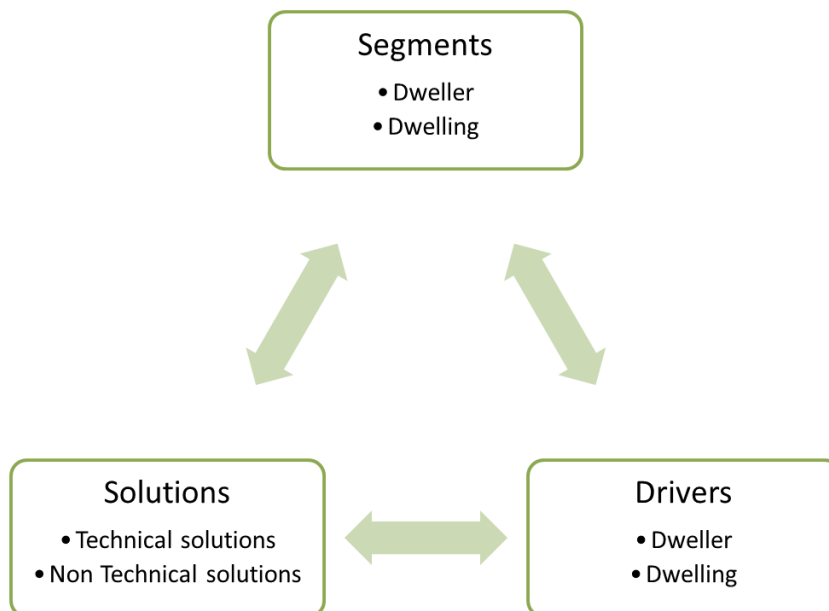 Segments
• Dweller
• Dwelling
Solutions
• Technical solutions
• Non Technical solutions
Drivers
• Dweller
• Dwelling